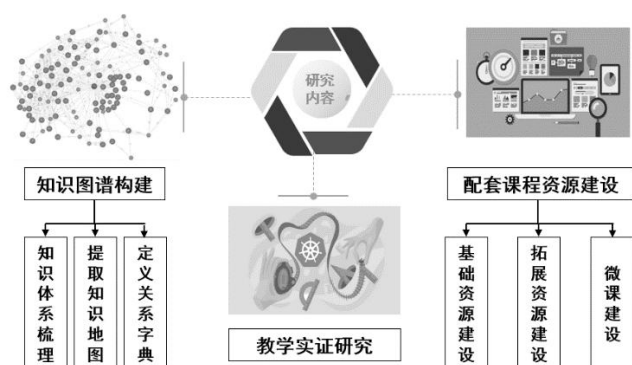 研究
内容
知识图谱构建
配套课程资源建设
知识体系梳理
提取知识地图
定义关系字典
教学实证研究
基础资源建设
拓展资源建设
微课建设